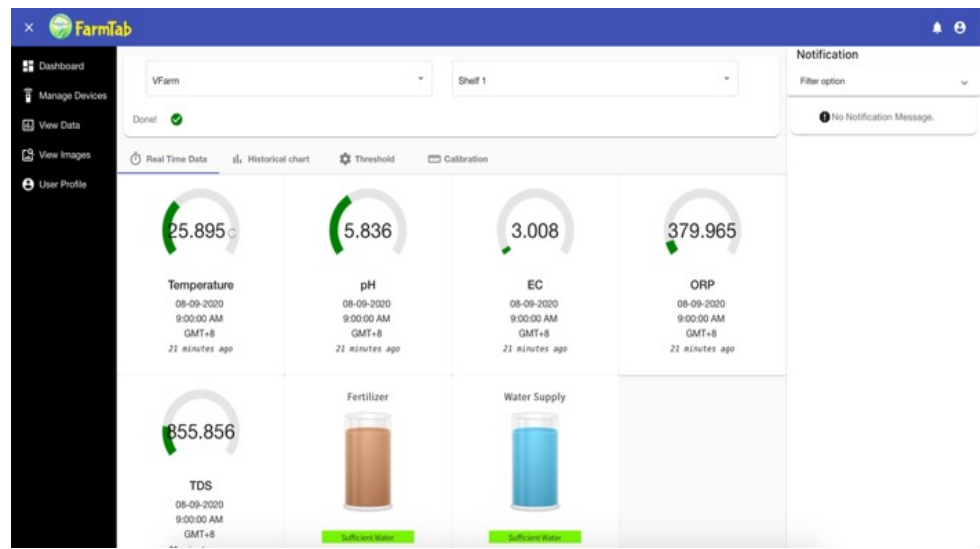 × FarmTab
Dashboard
Manage Devices
View Data
View Images
User Profile
VFarm
Shelf 1
Done!
Real Time Data Historical chart Threshold Calibration
25.895 C
Temperature
08-09-2020
9:00:00 AM
GMT+8
21 minutes ago
5.836
pH
08-09-2020
9:00:00 AM
GMT+8
21 minutes ago
3.008
EC
08-09-2020
9:00:00 AM
GMT+8
21 minutes ago
379.965
ORP
08-09-2020
9:00:00 AM
GMT+8
21 minutes ago
855.856
TDS
08-09-2020
9:00:00 AM
GMT+8
Fertilizer
Sufficient Water
Water Supply
Sufficient Water
Notification
Filter option
No Notification Message.